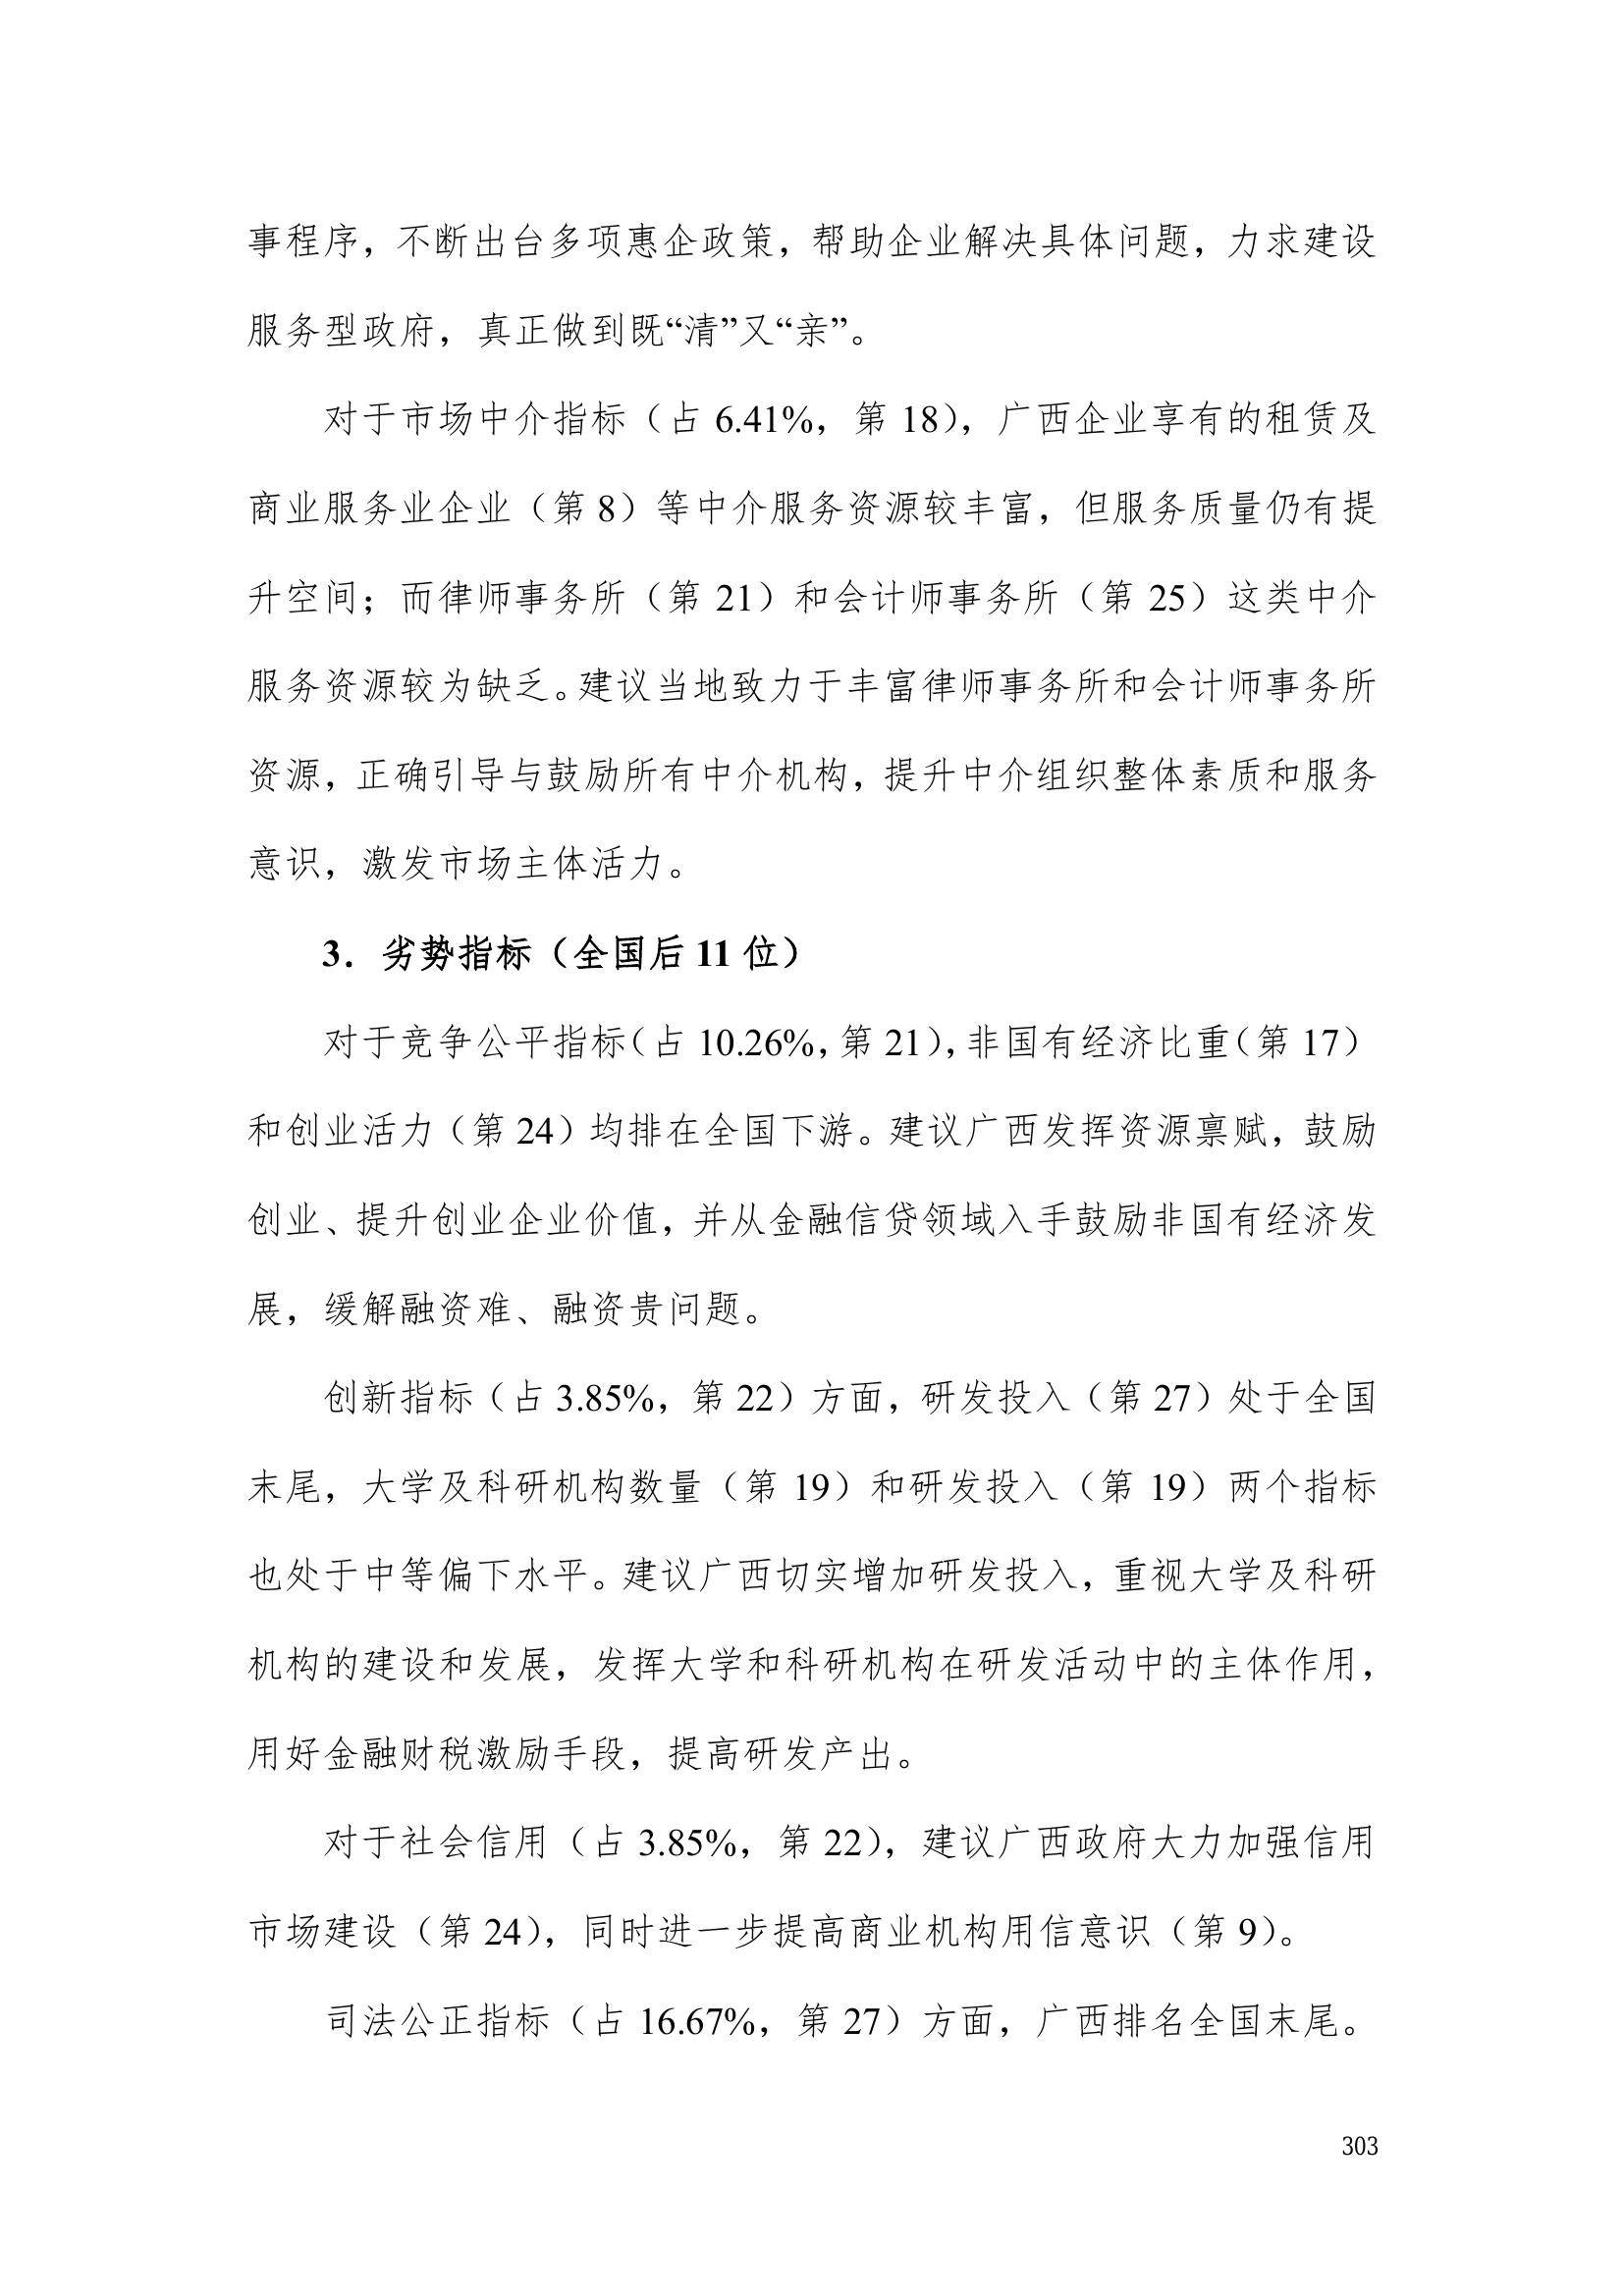 事程序，不断出台多项惠企政策，帮助企业解决具体问题，力求建设
服务型政府，真正做到既“清”又“亲”。
对于市场中介指标（占 6.41%，第 18），广西企业享有的租赁及
商业服务业企业（第 8）等中介服务资源较丰富，但服务质量仍有提
升空间；而律师事务所（第 21）和会计师事务所（第 25）这类中介
服务资源较为缺乏。建议当地致力于丰富律师事务所和会计师事务所
资源，正确引导与鼓励所有中介机构，提升中介组织整体素质和服务
意识，激发市场主体活力。
3．劣势指标（全国后 11 位）
对于竞争公平指标（占 10.26%，第 21），非国有经济比重（第 17）
和创业活力（第 24）均排在全国下游。建议广西发挥资源禀赋，鼓励
创业、提升创业企业价值，并从金融信贷领域入手鼓励非国有经济发
展，缓解融资难、融资贵问题。
创新指标（占 3.85%，第 22）方面，研发投入（第 27）处于全国
末尾，大学及科研机构数量（第 19）和研发投入（第 19）两个指标
也处于中等偏下水平。建议广西切实增加研发投入，重视大学及科研
机构的建设和发展，发挥大学和科研机构在研发活动中的主体作用，
用好金融财税激励手段，提高研发产出。
对于社会信用（占 3.85%，第 22），建议广西政府大力加强信用
市场建设（第 24），同时进一步提高商业机构用信意识（第 9）。
司法公正指标（占 16.67%，第 27）方面，广西排名全国末尾。
303